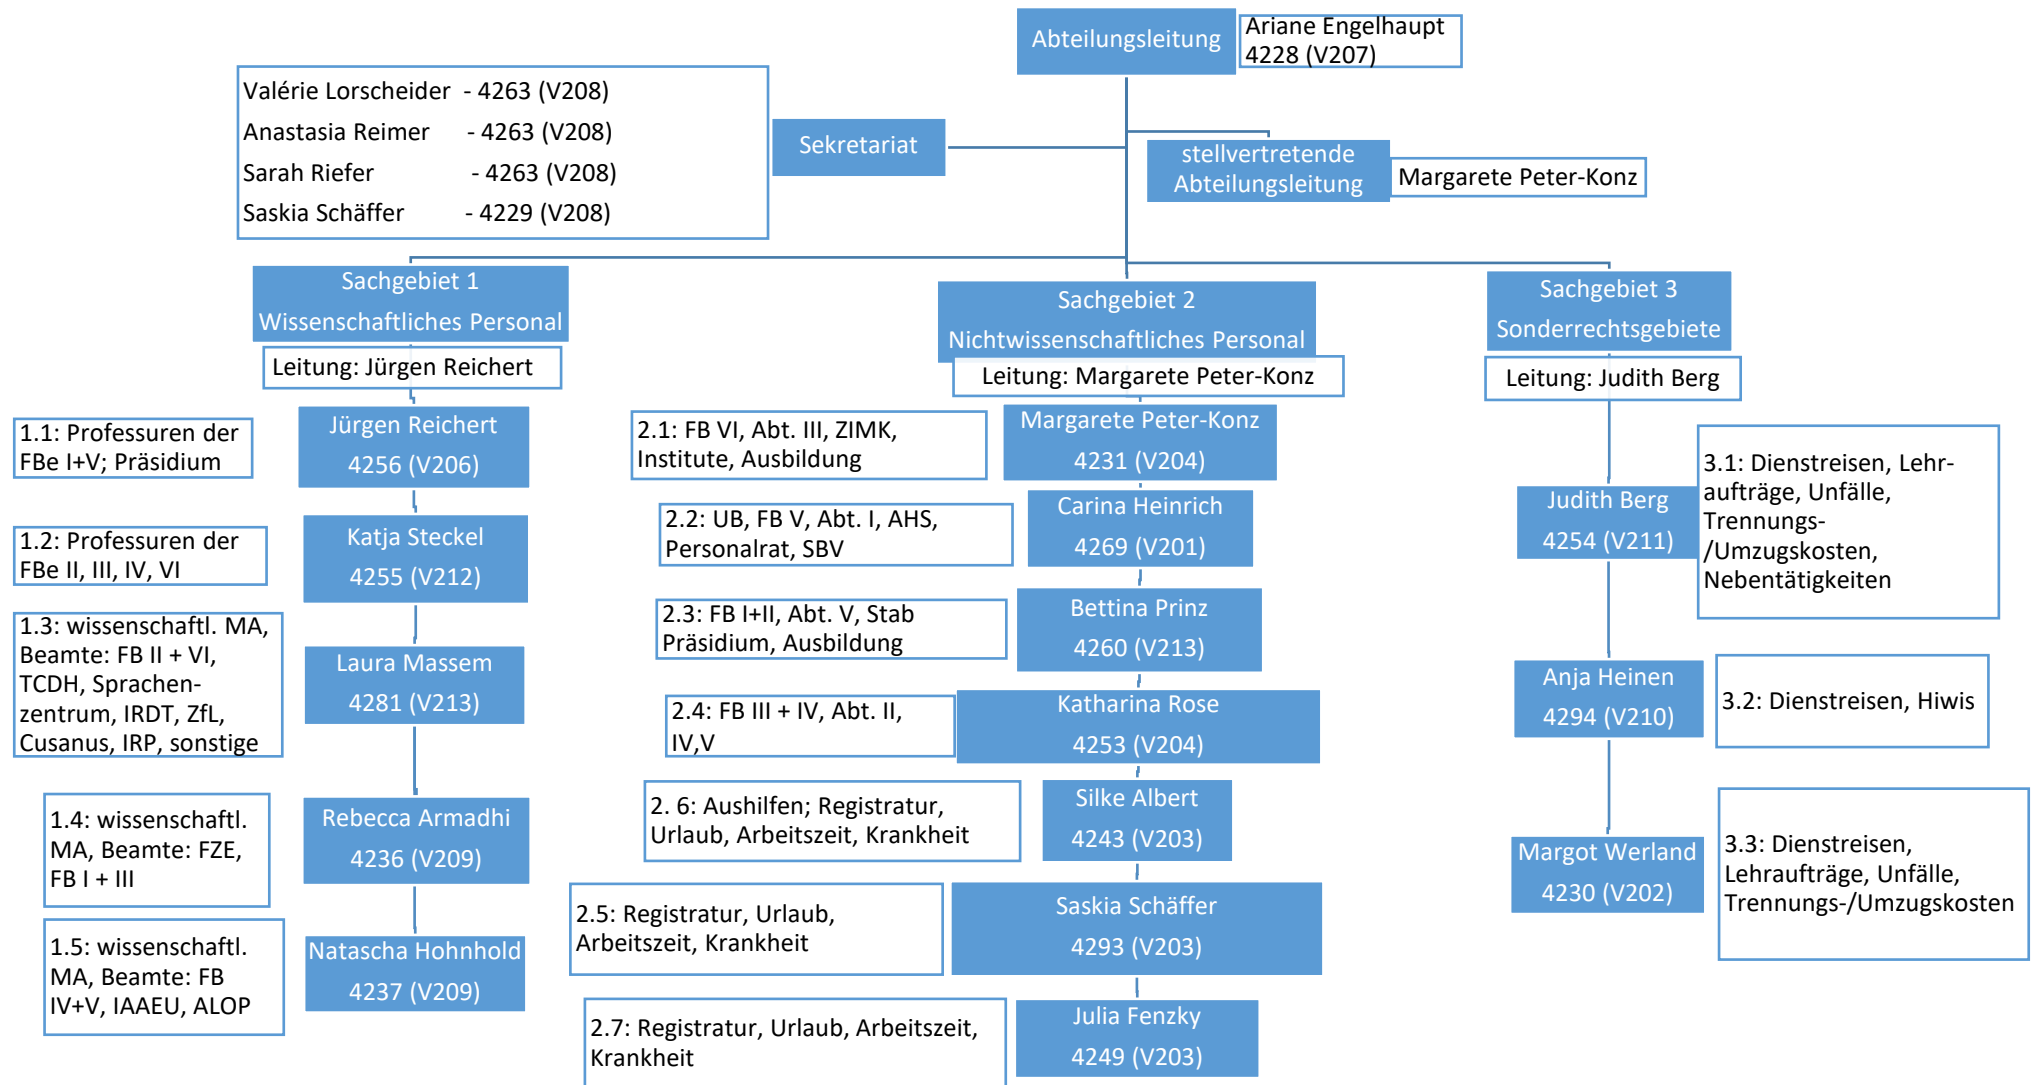 Abteilungsleitung
Ariane Engelhaupt
4228 (V207)
Valérie Lorscheider - 4263 (V208)
Anastasia Reimer - 4263 (V208)
Sarah Riefer - 4263 (V208)
Saskia Schäffer - 4229 (V208)
Sekretariat
stellvertretende
Abteilungsleitung
Margarete Peter-Konz
Sachgebiet 1
Wissenschaftliches Personal
Leitung: Jürgen Reichert
1.1: Professuren der
FBe I+V; Präsidium
Jürgen Reichert
4256 (V206)
1.2: Professuren der
FBe II, III, IV, VI
Katja Steckel
4255 (V212)
1.3: wissenschaftl. MA,
Beamte: FB II + VI,
TCDH, Sprachen-
zentrum, IRDT, ZfL,
Cusanus, IRP, sonstige
Laura Massem
4281 (V213)
1.4: wissenschaftl.
MA, Beamte: FZE,
FB I + III
Rebecca Armadhi
4236 (V209)
1.5: wissenschaftl.
MA, Beamte: FB
IV+V, IAAEU, ALOP
Natascha Hohnhold
4237 (V209)
Sachgebiet 2
Nichtwissenschaftliches Personal
Leitung: Margarete Peter-Konz
2.1: FB VI, Abt. III, ZIMK,
Institute, Ausbildung
Margarete Peter-Konz
4231 (V204)
2.2: UB, FB V, Abt. I, AHS,
Personalrat, SBV
Carina Heinrich
4269 (V201)
2.3: FB I+II, Abt. V, Stab
Präsidium, Ausbildung
Bettina Prinz
4260 (V213)
2.4: FB III + IV, Abt. II,
IV,V
Katharina Rose
4253 (V204)
2. 6: Aushilfen; Registratur,
Urlaub, Arbeitszeit, Krankheit
Silke Albert
4243 (V203)
2.5: Registratur, Urlaub,
Arbeitszeit, Krankheit
Saskia Schäffer
4293 (V203)
2.7: Registratur, Urlaub, Arbeitszeit,
Krankheit
Julia Fenzky
4249 (V203)
Sachgebiet 3
Sonderrechtsgebiete
Leitung: Judith Berg
Judith Berg
4254 (V211)
3.1: Dienstreisen, Lehr-
aufträge, Unfälle,
Trennungs-
/Umzugskosten,
Nebentätigkeiten
Anja Heinen
4294 (V210)
3.2: Dienstreisen, Hiwis
Margot Werland
4230 (V202)
3.3: Dienstreisen,
Lehraufträge, Unfälle,
Trennungs-/Umzugskosten